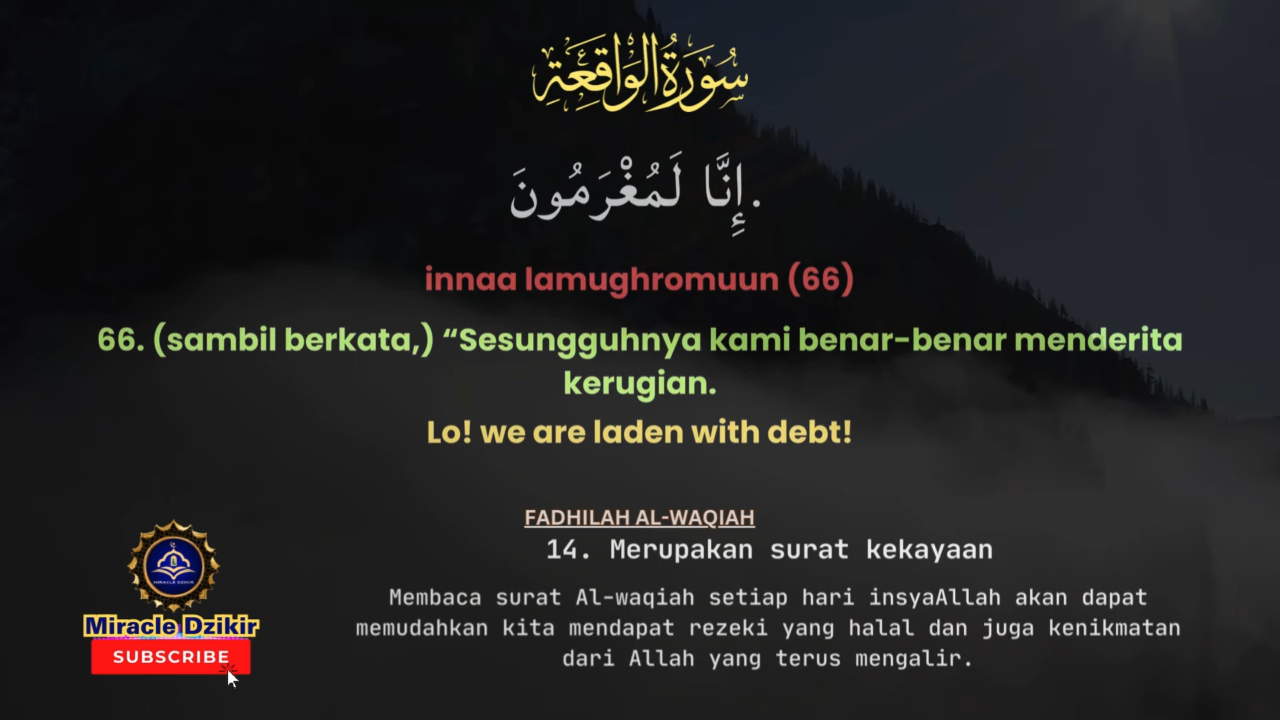 سُورَةُ الْوَاقِعَةِ
إِنَّا لَمُغْرَمُونَ.
innaa lamughromuun (66)
66. (sambil berkata,) “Sesungguhnya kami benar-benar menderita
kerugian.
Lo! we are laden with debt!
FADHILAH AL-WAQIAH
14. Merupakan surat kekayaan
Membaca surat Al-waqiah setiap hari insyaAllah akan dapat
memudahkan kita mendapat rezeki yang halal dan juga kenikmatan
dari Allah yang terus mengalir.
MIRACLE DZIKIR
Miracle Dzikir
SUBSCRIBE